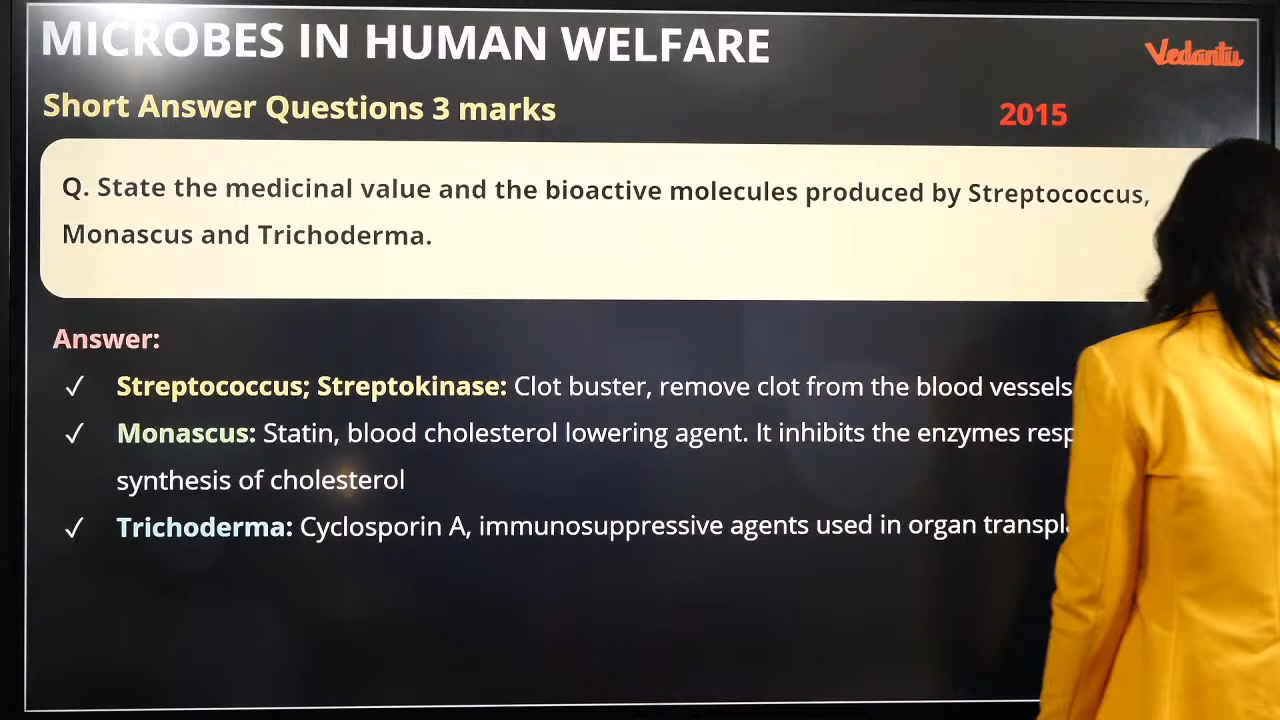 MICROBES IN HUMAN WELFARE
Vedantu
Short Answer Questions 3 marks
2015
Q. State the medicinal value and the bioactive molecules produced by Streptococcus,
Monascus and Trichoderma.
Answer:
✓ Streptococcus; Streptokinase: Clot buster, remove clot from the blood vessels
✓ Monascus: Statin, blood cholesterol lowering agent. It inhibits the enzymes
synthesis of cholesterol
✓ Trichoderma: Cyclosporin A, immunosuppressive agents used in organ